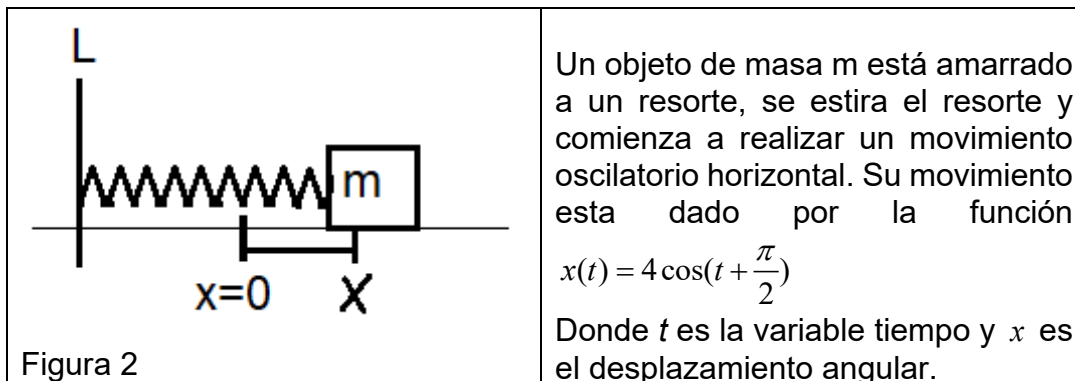 L
m
x=0
x
Figura 2
Un objeto de masa m está amarrado
a un resorte, se estira el resorte y
comienza a realizar un movimiento
oscilatorio horizontal. Su movimiento
esta dado por la función
x(t) = 4 cos(t + π/2)
Donde t es la variable tiempo y x es
el desplazamiento angular.